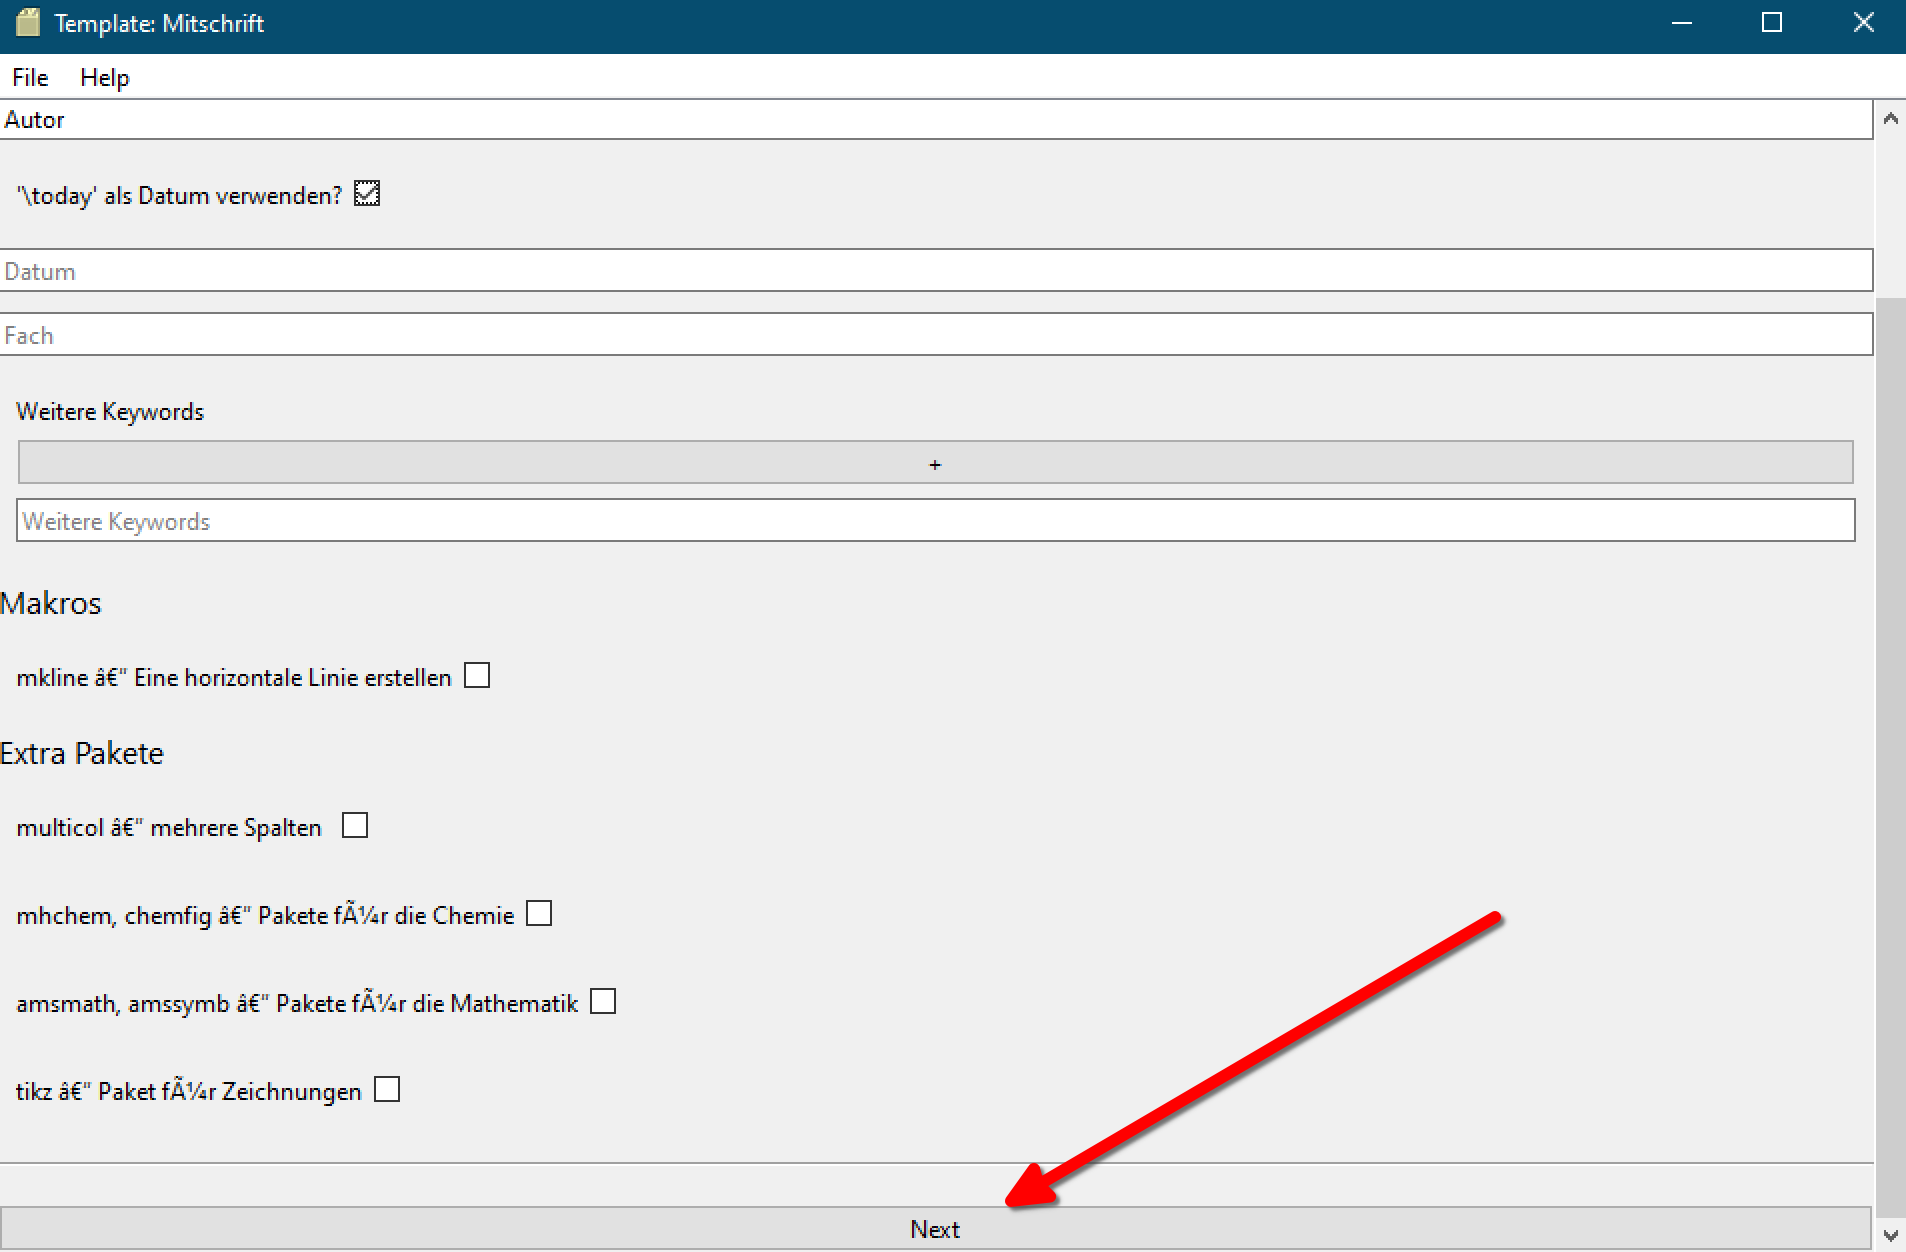 Template: Mitschrift
File Help
Autor
'\today' als Datum verwenden?
Datum
Fach
Weitere Keywords
+
Weitere Keywords
Makros
mkline â€” Eine horizontale Linie erstellen
Extra Pakete
multicol â€” mehrere Spalten
mhchem, chemfig â€” Pakete fÃ¼r die Chemie
amsmath, amssymb â€” Pakete fÃ¼r die Mathematik
tikz â€” Paket fÃ¼r Zeichnungen
Next